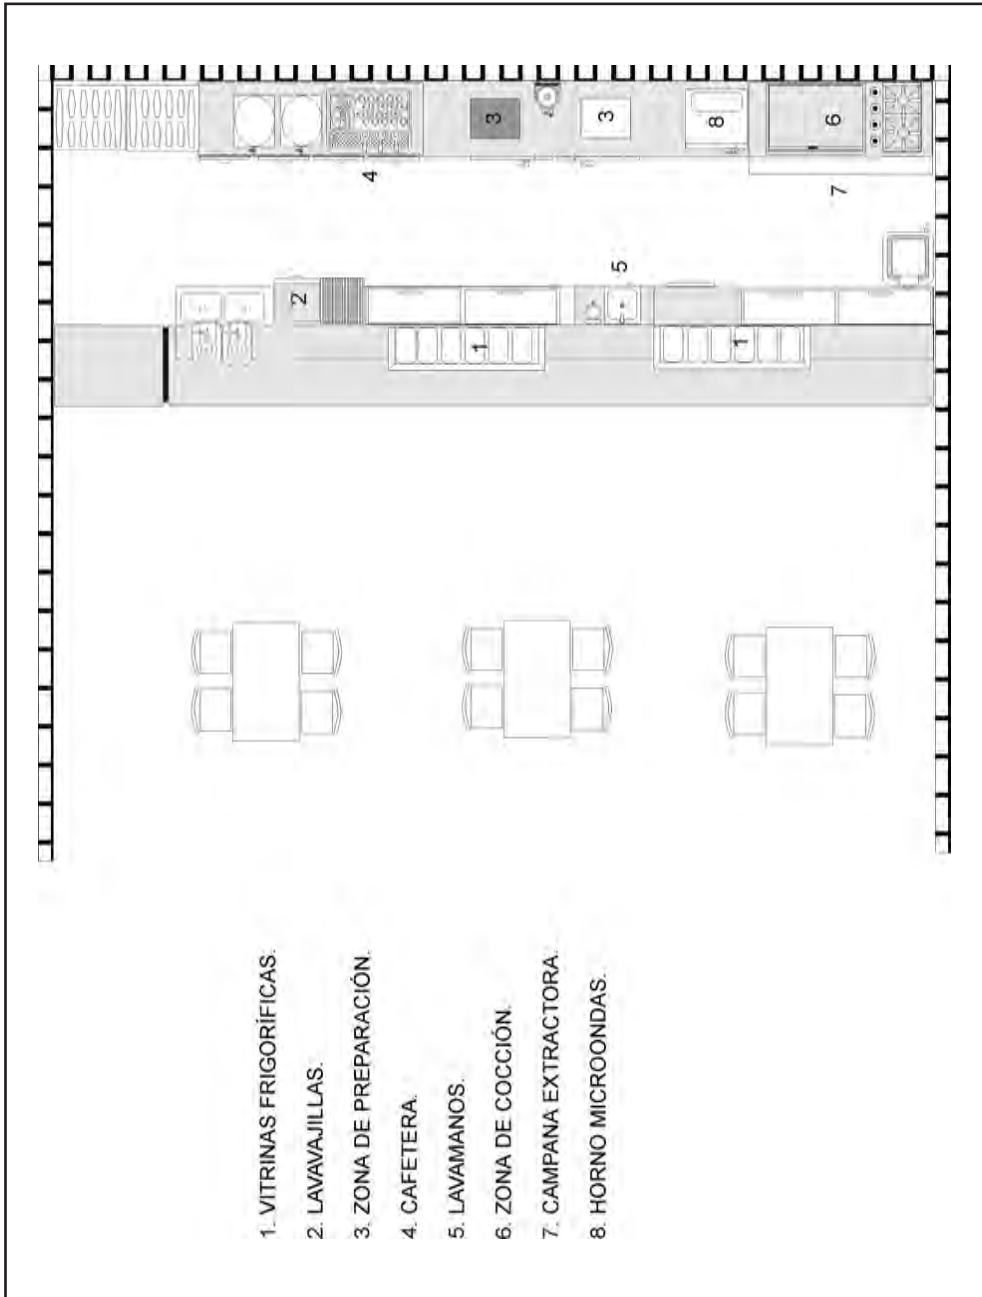 1. VITRINAS FRIGORÍFICAS.
2. LAVAVAJILLAS.
3. ZONA DE PREPARACIÓN.
4. CAFETERA.
5. LAVAMANOS.
6. ZONA DE COCCIÓN.
7. CAMPANA EXTRACTORA.
8. HORNO MICROONDAS.
4
3
3
8
6
7
2
5
1
1